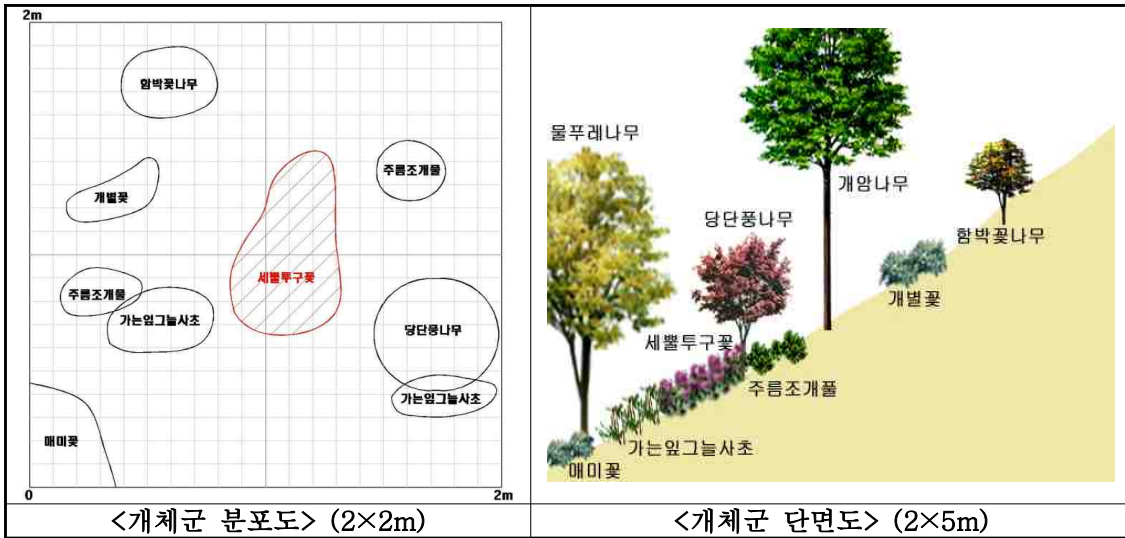 2m
함박꽃나무
주름조개풀
개별꽃
세뿔투구꽃
주름조개풀
가는잎그늘사초
당단풍나무
가는잎그늘사초
매미꽃
0
2m
<개체군 분포도> (2×2m)
물푸레나무
개암나무
당단풍나무
함박꽃나무
개별꽃
세뿔투구꽃
주름조개풀
가는잎그늘사초
매미꽃
<개체군 단면도> (2×5m)